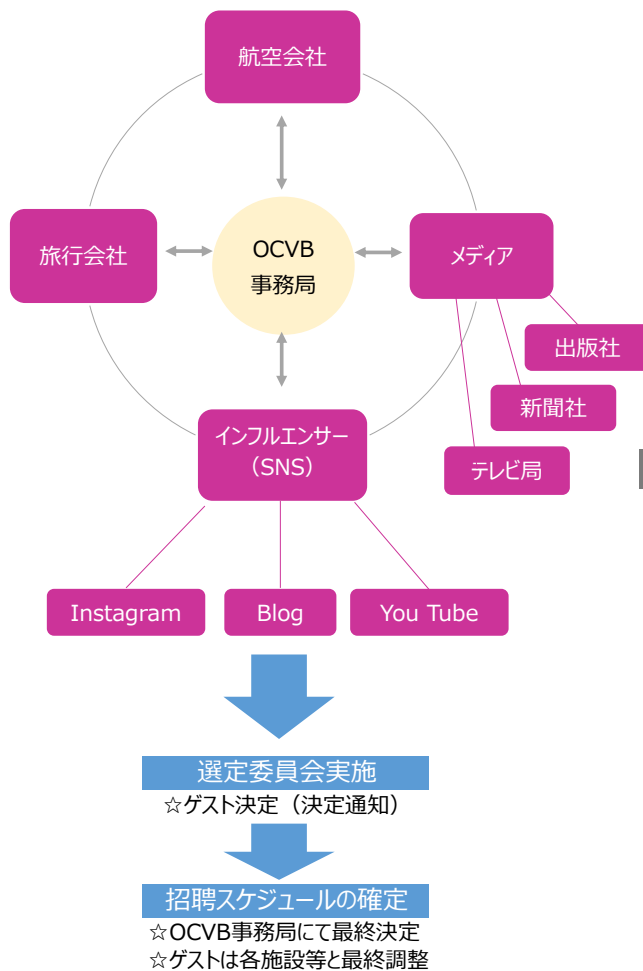 航空会社
旅行会社
OCVB
事務局
メディア
出版社
新聞社
テレビ局
インフルエンサー
（SNS）
Instagram
Blog
You Tube
選定委員会実施
☆ゲスト決定（決定通知）
招聘スケジュールの確定
☆OCVB事務局にて最終決定
☆ゲストは各施設等と最終調整